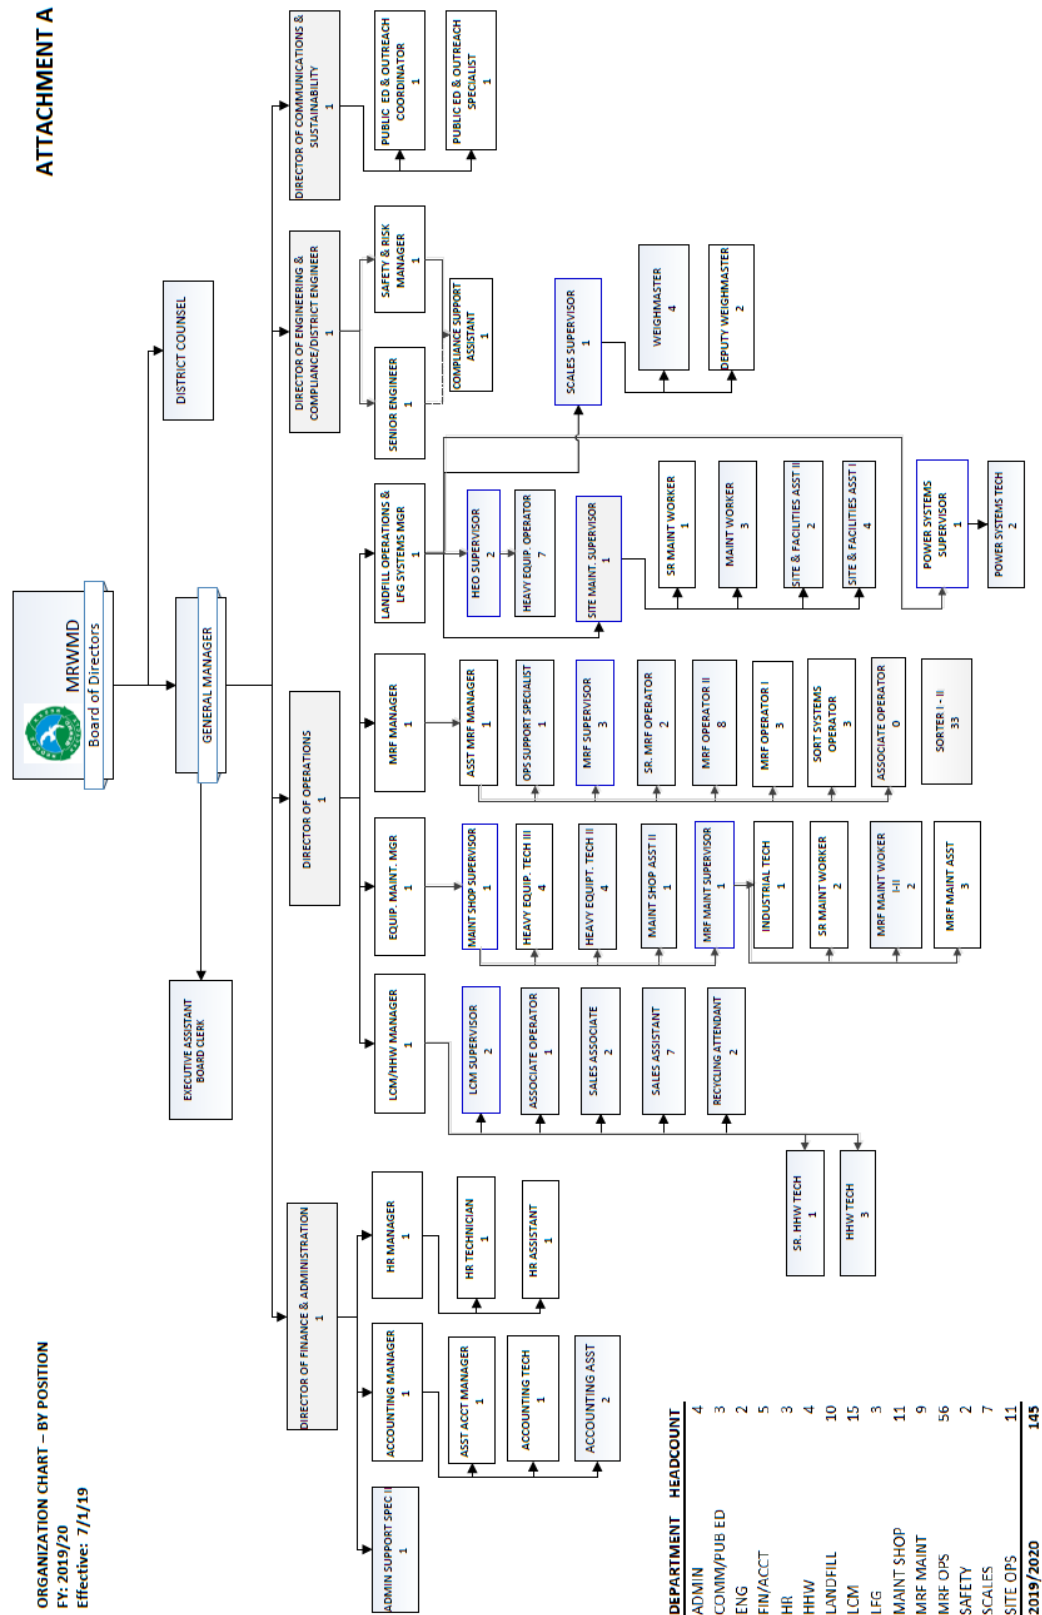 ORGANIZATION CHART – BY POSITION
FY: 2019/20
Effective: 7/1/19
ATTACHMENT A
MRWMD
Board of Directors
DISTRICT COUNSEL
GENERAL MANAGER
EXECUTIVE ASSISTANT
BOARD CLERK
DIRECTOR OF FINANCE & ADMINISTRATION
1
DIRECTOR OF OPERATIONS
1
DIRECTOR OF ENGINEERING &
COMPLIANCE/DISTRICT ENGINEER
1
DIRECTOR OF COMMUNICATIONS &
SUSTAINABILITY
1
ADMIN SUPPORT SPEC II
1
ACCOUNTING MANAGER
1
ASST ACCT MANAGER
1
ACCOUNTING TECH
1
ACCOUNTING ASST
2
HR MANAGER
1
HR TECHNICIAN
1
HR ASSISTANT
1
LCM/HHW MANAGER
1
LCM SUPERVISOR
2
ASSOCIATE OPERATOR
1
SALES ASSOCIATE
2
SALES ASSISTANT
7
RECYCLING ATTENDANT
2
SR. HHW TECH
1
HHW TECH
3
EQUIP. MAINT. MGR
1
MAINT SHOP SUPERVISOR
1
HEAVY EQUIP. TECH III
4
HEAVY EQUIPT. TECH II
4
MAINT SHOP ASST II
1
MRF MAINT SUPERVISOR
1
INDUSTRIAL TECH
1
SR MAINT WORKER
2
MRF MAINT WOKER
I-II
2
MRF MAINT ASST
3
MRF MANAGER
1
ASST MRF MANAGER
1
OPS SUPPORT SPECIALIST
1
MRF SUPERVISOR
3
SR. MRF OPERATOR
2
MRF OPERATOR II
8
MRF OPERATOR I
3
SORT SYSTEMS
OPERATOR
3
ASSOCIATE OPERATOR
0
SORTER I - II
33
LANDFILL OPERATIONS &
LFG SYSTEMS MGR
1
HEO SUPERVISOR
2
HEAVY EQUIP. OPERATOR
7
SITE MAINT. SUPERVISOR
1
SR MAINT WORKER
1
MAINT WORKER
3
SITE & FACILITIES ASST II
2
SITE & FACILITIES ASST I
4
POWER SYSTEMS
SUPERVISOR
1
POWER SYSTEMS TECH
2
SCALES SUPERVISOR
1
WEIGHMASTER
4
DEPUTY WEIGHMASTER
2
SENIOR ENGINEER
1
SAFETY & RISK
MANAGER
1
COMPLIANCE SUPPORT
ASSISTANT
1
PUBLIC ED & OUTREACH
COORDINATOR
1
PUBLIC ED & OUTREACH
SPECIALIST
1
DEPARTMENT HEADCOUNT
ADMIN 4
COMM/PUB ED 3
ENG 2
FIN/ACCT 5
HR 3
HHW 4
LANDFILL 10
LCM 15
LFG 3
MAINT SHOP 11
MRF MAINT 9
MRF OPS 56
SAFETY 2
SCALES 7
SITE OPS 11
2019/2020 145